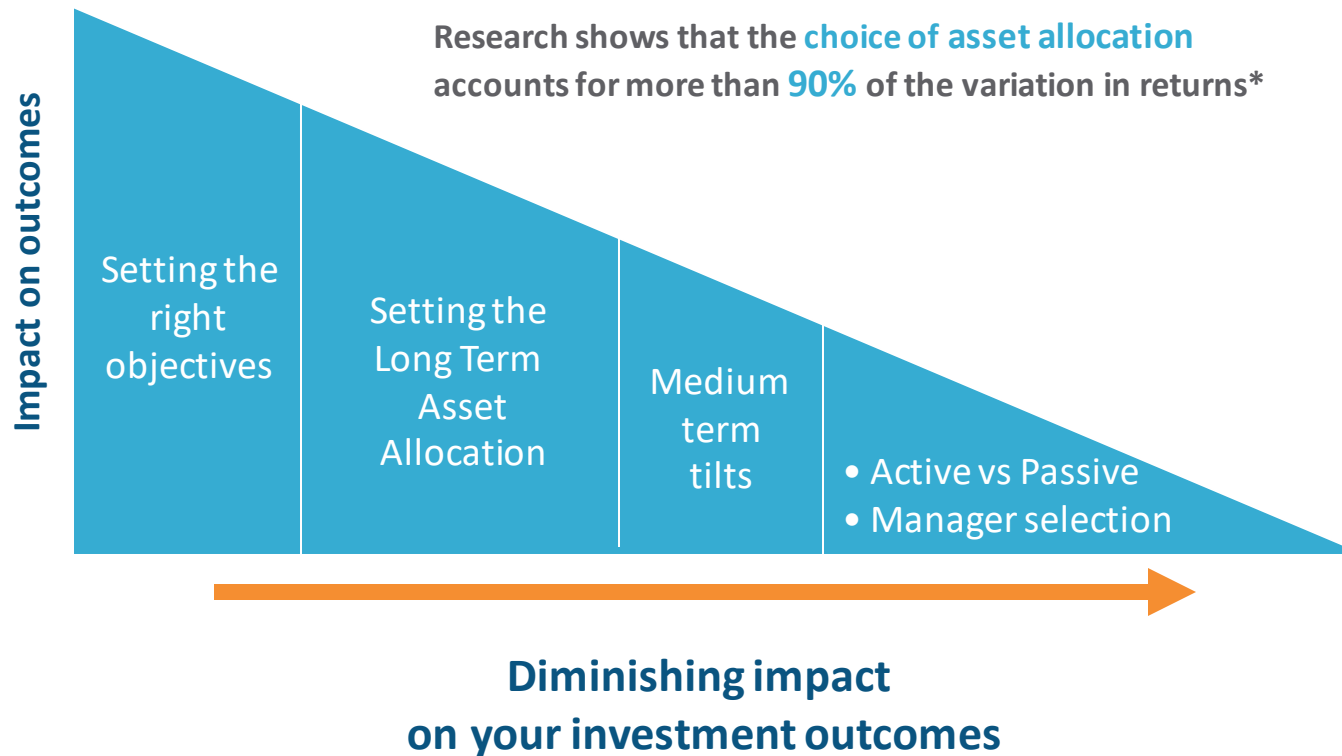 Research shows that the choice of asset allocation
accounts for more than 90% of the variation in returns*
Impact on outcomes
Setting the
right
objectives
Setting the
Long Term
Asset
Allocation
Medium
term
tilts
• Active vs Passive
• Manager selection
Diminishing impact
on your investment outcomes